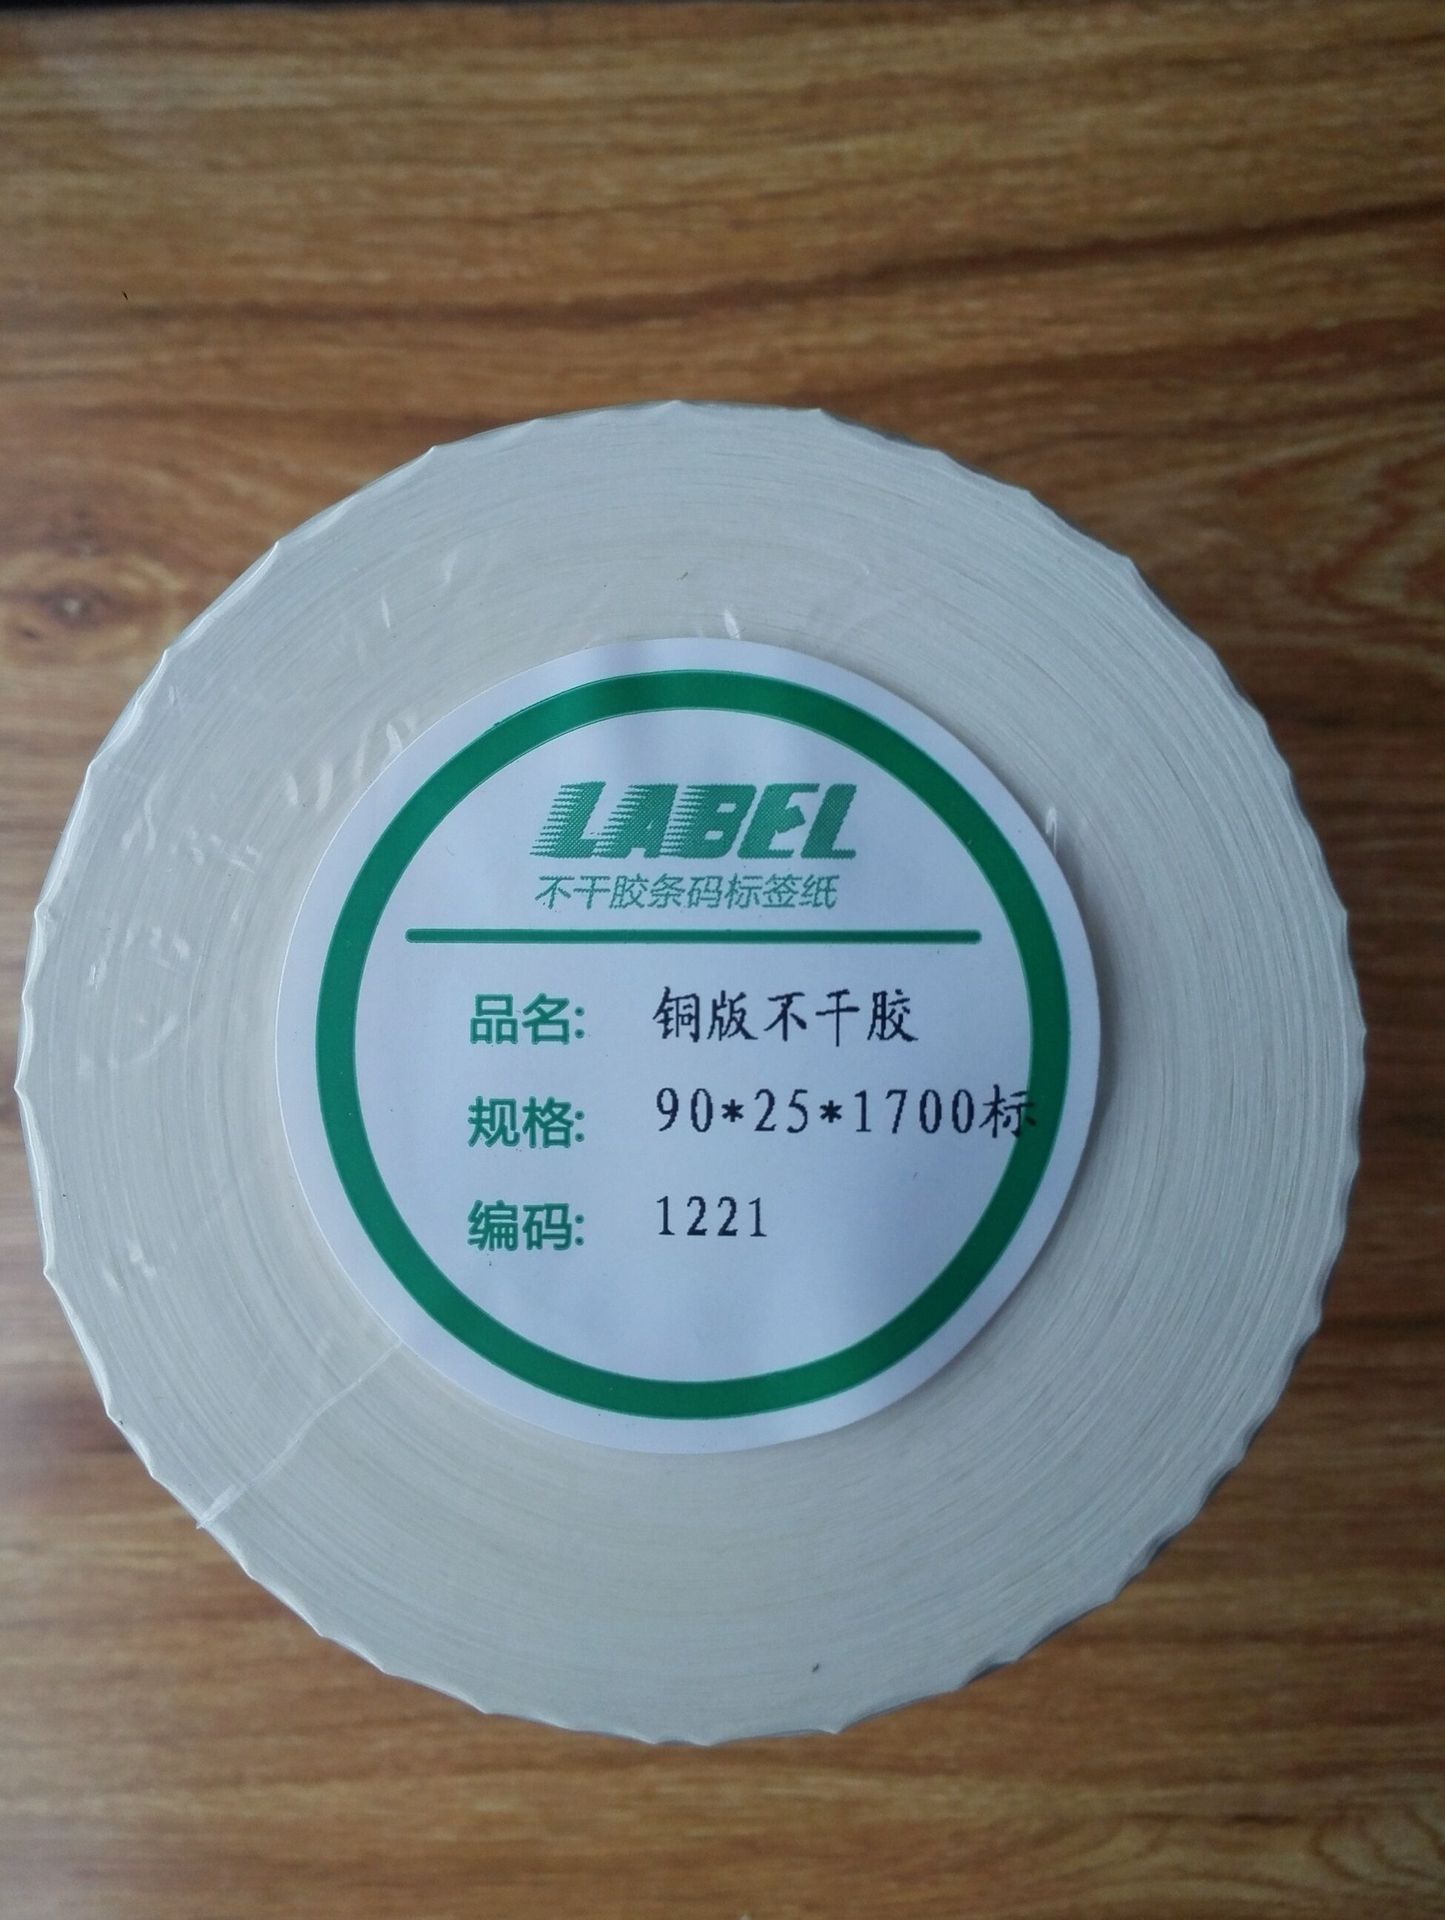 LABEL
不干胶条码标签纸
品名: 铜版不干胶
规格: 90*25*1700标
编码: 1221